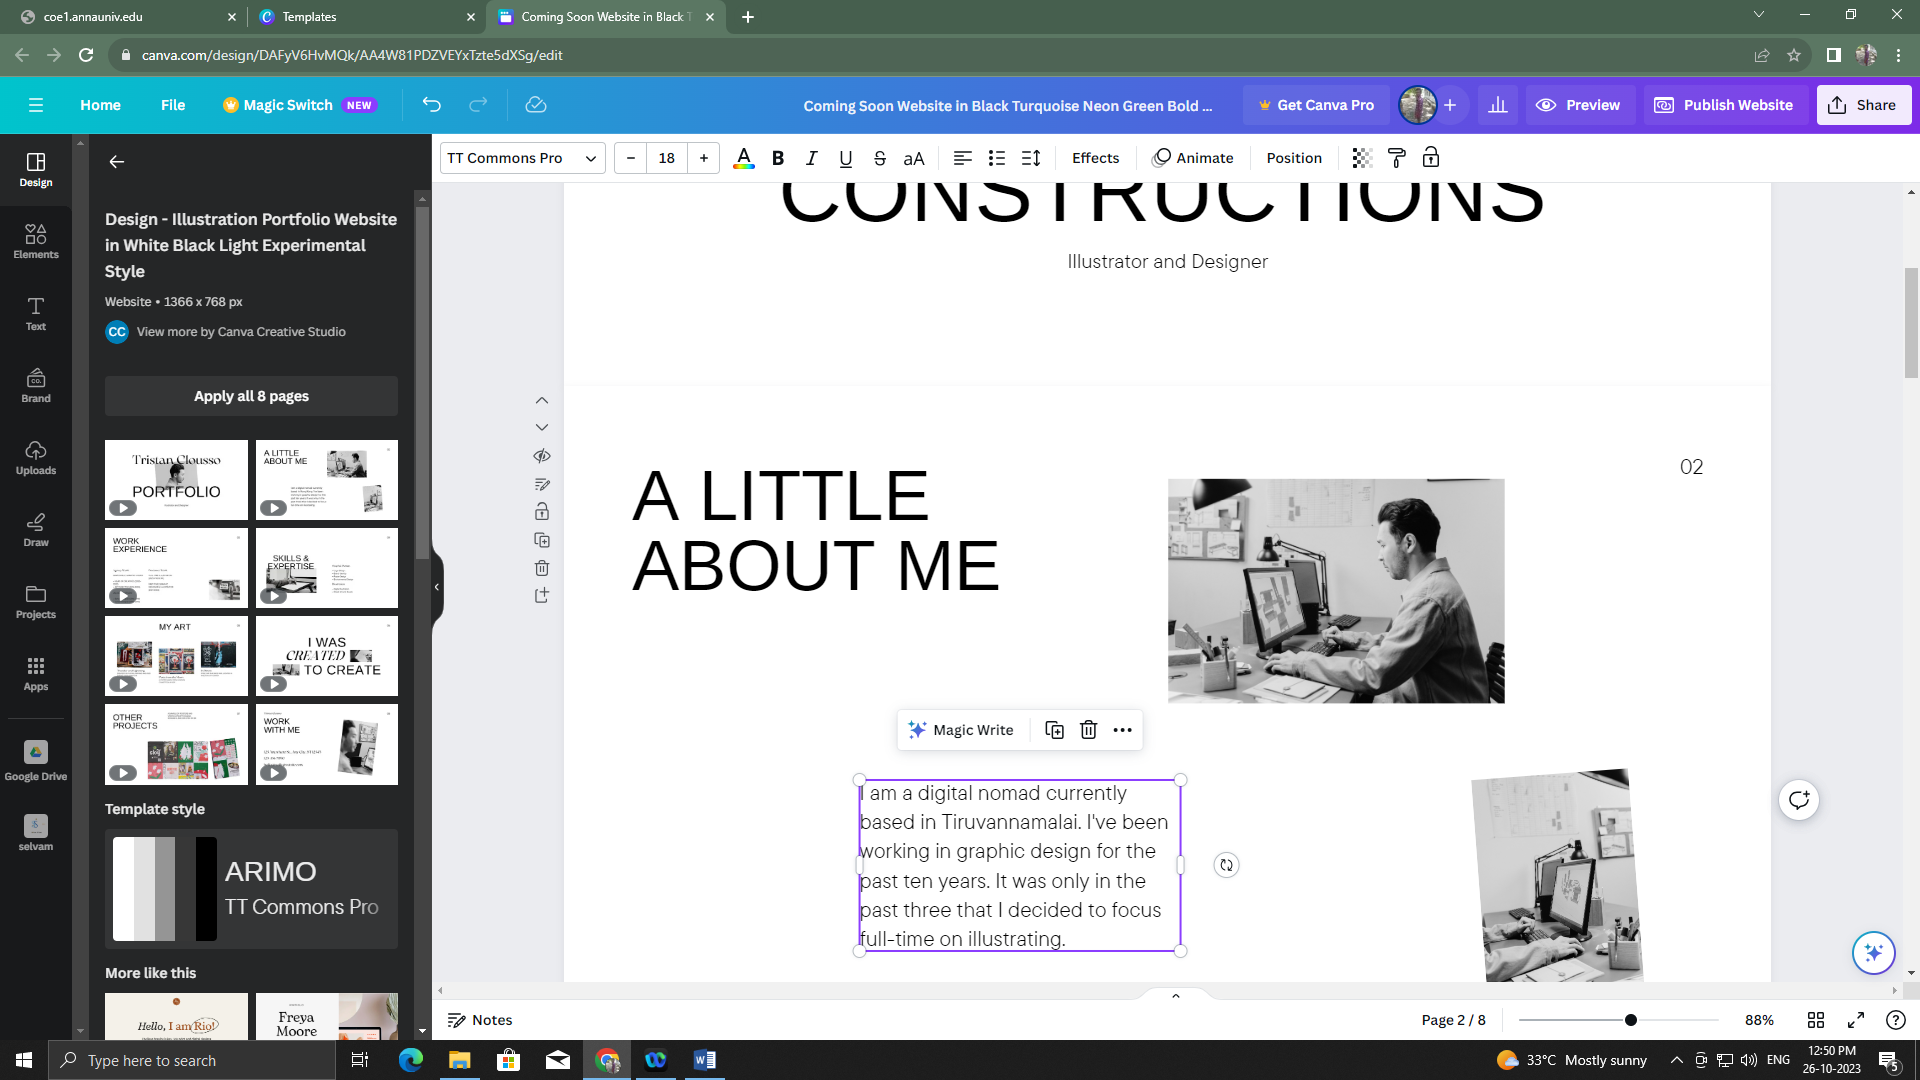 coe1.annauniv.edu
Templates
Coming Soon Website in Black T
canva.com/design/DAFyV6HvMQk/AA4W81PDZVEYxTzte5dXSg/edit
Home
File
Magic Switch NEW
Coming Soon Website in Black Turquoise Neon Green Bold ...
Get Canva Pro
Preview
Publish Website
Share
TT Commons Pro
18
B I U S aA
Effects
Animate
Position
Design
Elements
Text
CO.
Brand
Uploads
Draw
Projects
Apps
Google Drive
selvam
Design - Illustration Portfolio Website
in White Black Light Experimental
Style
Website • 1366 x 768 px
CC View more by Canva Creative Studio
Apply all 8 pages
Tristan Clousso
PORTFOLIO
A LITTLE
ABOUT ME
WORK
EXPERIENCE
SKILLS &
EXPERTISE
MY ART
I WAS
CREATED
TO CREATE
OTHER
PROJECTS
WORK
WITH ME
Template style
ARIMO
TT Commons Pro
More like this
Hello, I am Rio!
Freya
Moore
CONSTRUCTIONS
Illustrator and Designer
02
A LITTLE
ABOUT ME
Magic Write
I am a digital nomad currently
based in Tiruvannamalai. I've been
working in graphic design for the
past ten years. It was only in the
past three that I decided to focus
full-time on illustrating.
Notes
Page 2 / 8
88%
Type here to search
33°C Mostly sunny
ENG
12:50 PM
26-10-2023
5